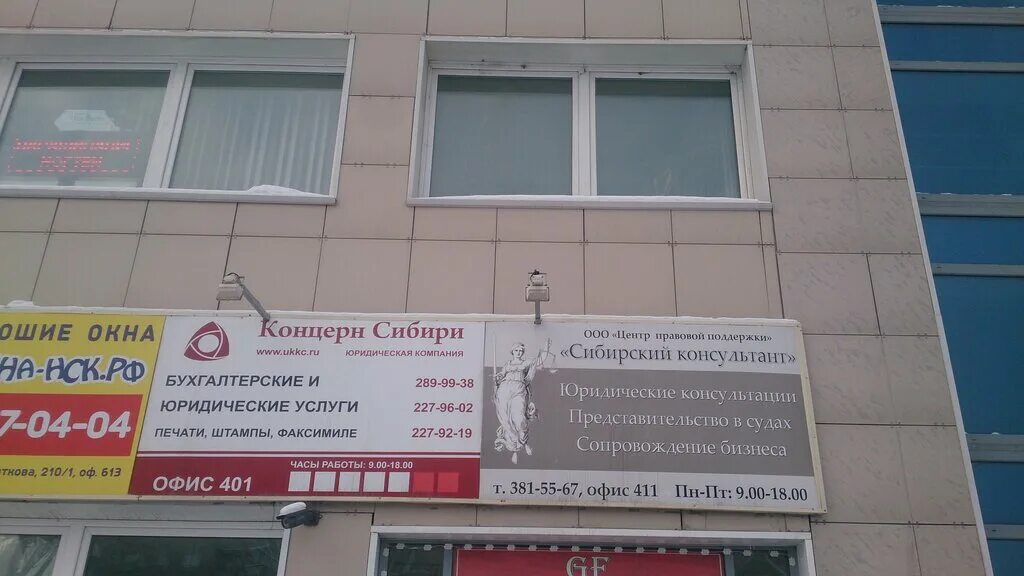 НОГТЕЙ
ОШИЕ ОКНА
НА-НСК.РФ
7-04-04
ткова, 210/1, оф. 613
Концерн Сибири
www.ukkc.ru ЮРИДИЧЕСКАЯ КОМПАНИЯ
БУХГАЛТЕРСКИЕ И 289-99-38
ЮРИДИЧЕСКИЕ УСЛУГИ 227-96-02
ПЕЧАТИ, ШТАМПЫ, ФАКСИМИЛЕ 227-92-19
ЧАСЫ РАБОТЫ: 9.00-18.00
ОФИС 401
ООО «Центр правовой поддержки»
«Сибирский консультант»
Юридические консультации
Представительство в судах
Сопровождение бизнеса
т. 381-55-67, офис 411 Пн-Пт: 9.00-18.00
GF